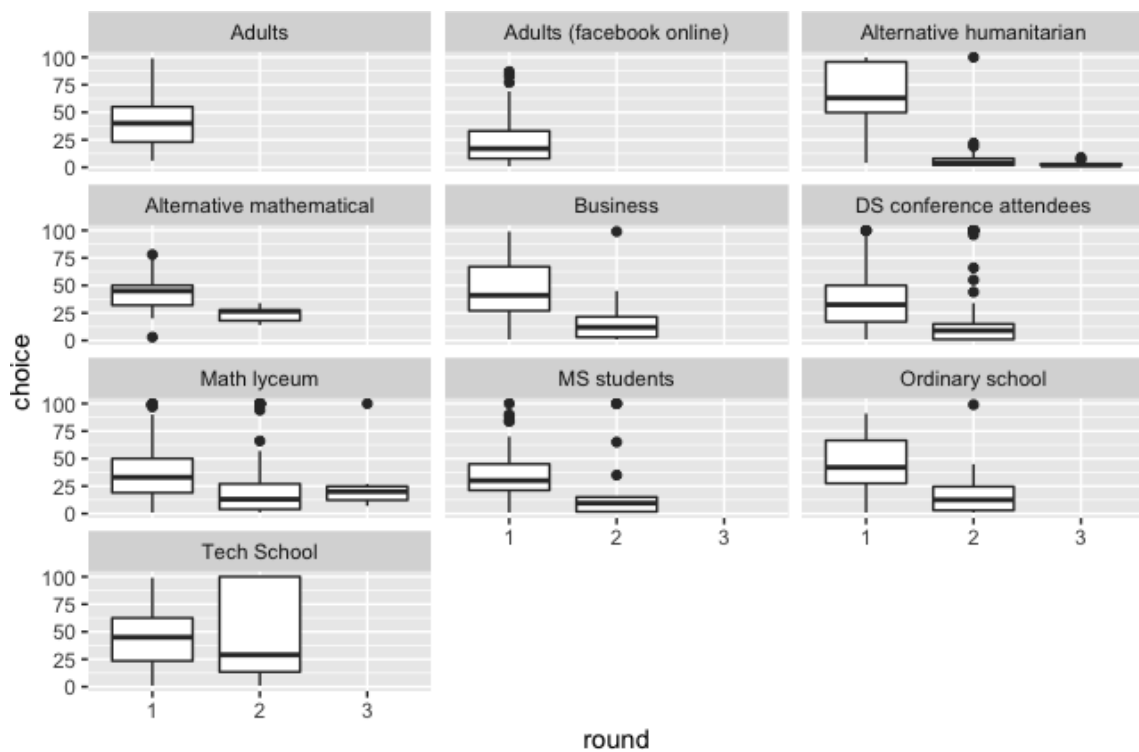 Adults
Adults (facebook online)
Alternative humanitarian
100
75
50
25
0
Alternative mathematical
Business
DS conference attendees
100
75
50
25
0
Math lyceum
MS students
Ordinary school
100
75
50
25
0
1 2 3
1 2 3
Tech School
100
75
50
25
0
1 2 3
choice
round